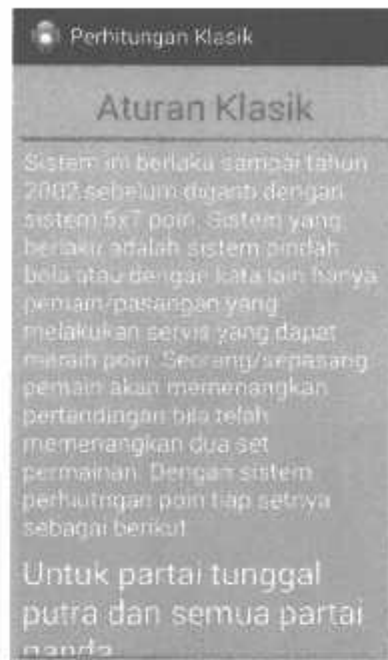 Perhitungan Klasik
Aturan Klasik
Sistem ini berlaku sampai tahun
2002 sebelum diganti dengan
sistem 5x7 poin. Sistem yang
berlaku adalah sistem pindah
bola atau dengan kata lain hanya
pemain/pasangan yang
melakukan servis yang dapat
meraih poin. Seorang/sepasang
pemain akan memenangkan
pertandingan bila telah
memenangkan dua set
permainan. Dengan sistem
perhiutngan poin tiap setnya
sebagai berikut
Untuk partai tunggal
putra dan semua partai
ganda